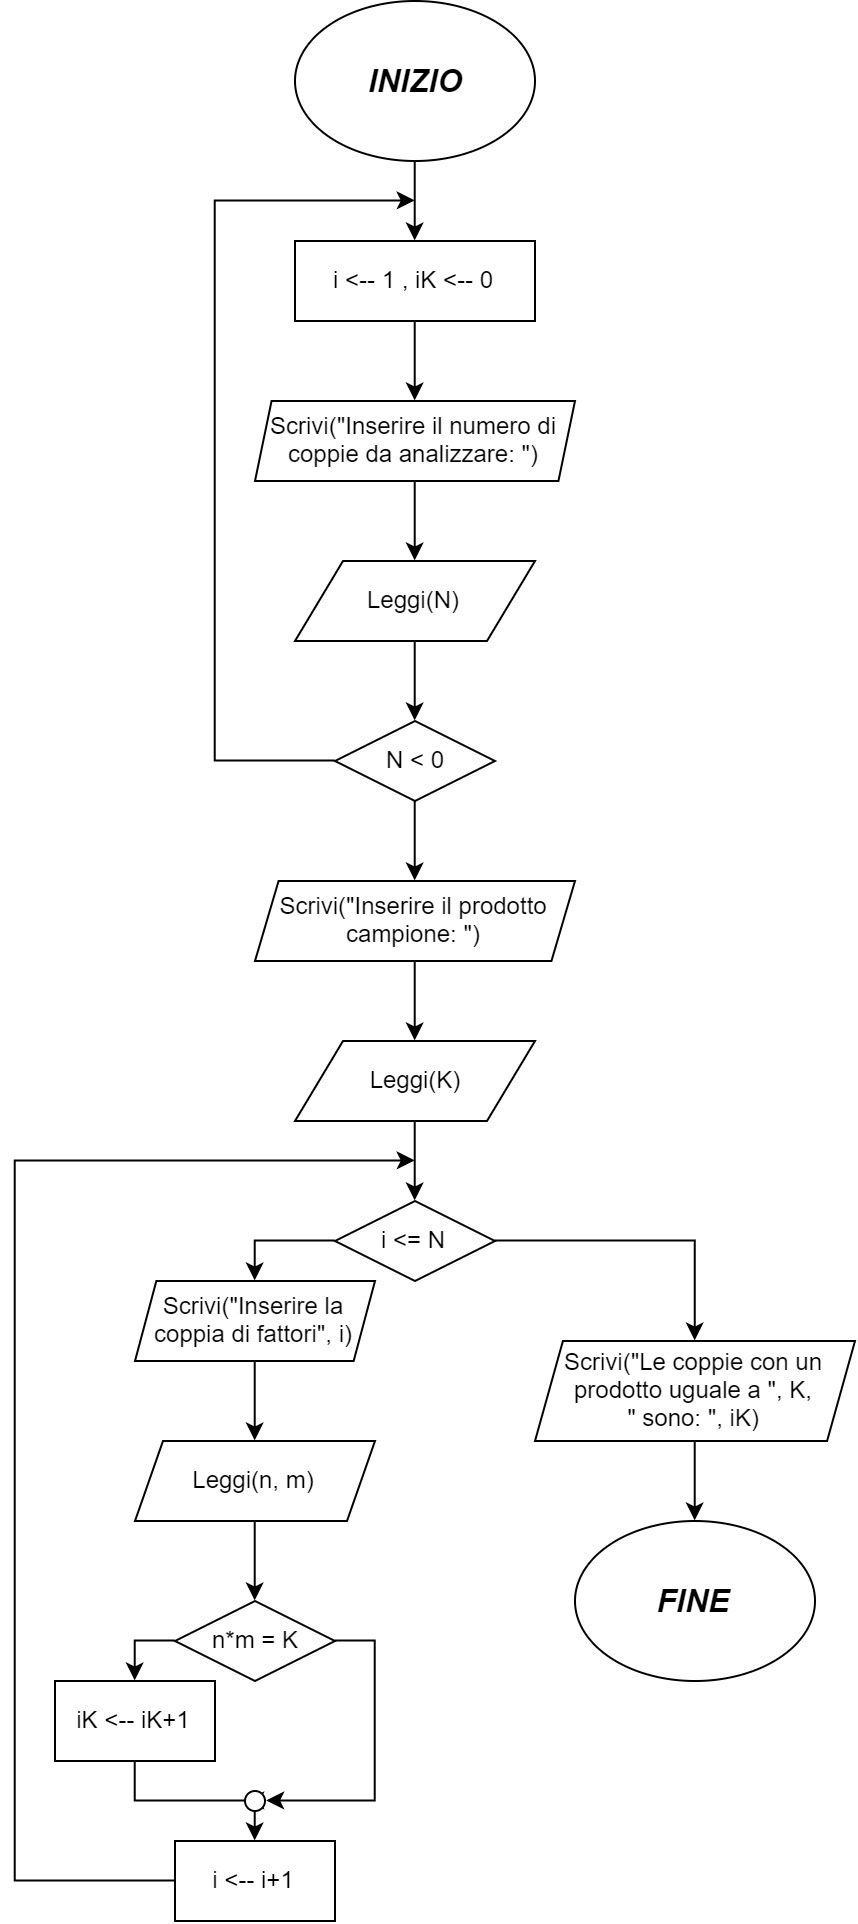 INIZIO
i <-- 1 , iK <-- 0
Scrivi("Inserire il numero di
coppie da analizzare: ")
Leggi(N)
N < 0
Scrivi("Inserire il prodotto
campione: ")
Leggi(K)
i <= N
Scrivi("Inserire la
coppia di fattori", i)
Leggi(n, m)
n*m = K
iK <-- iK+1
i <-- i+1
Scrivi("Le coppie con un
prodotto uguale a ", K,
" sono: ", iK)
FINE